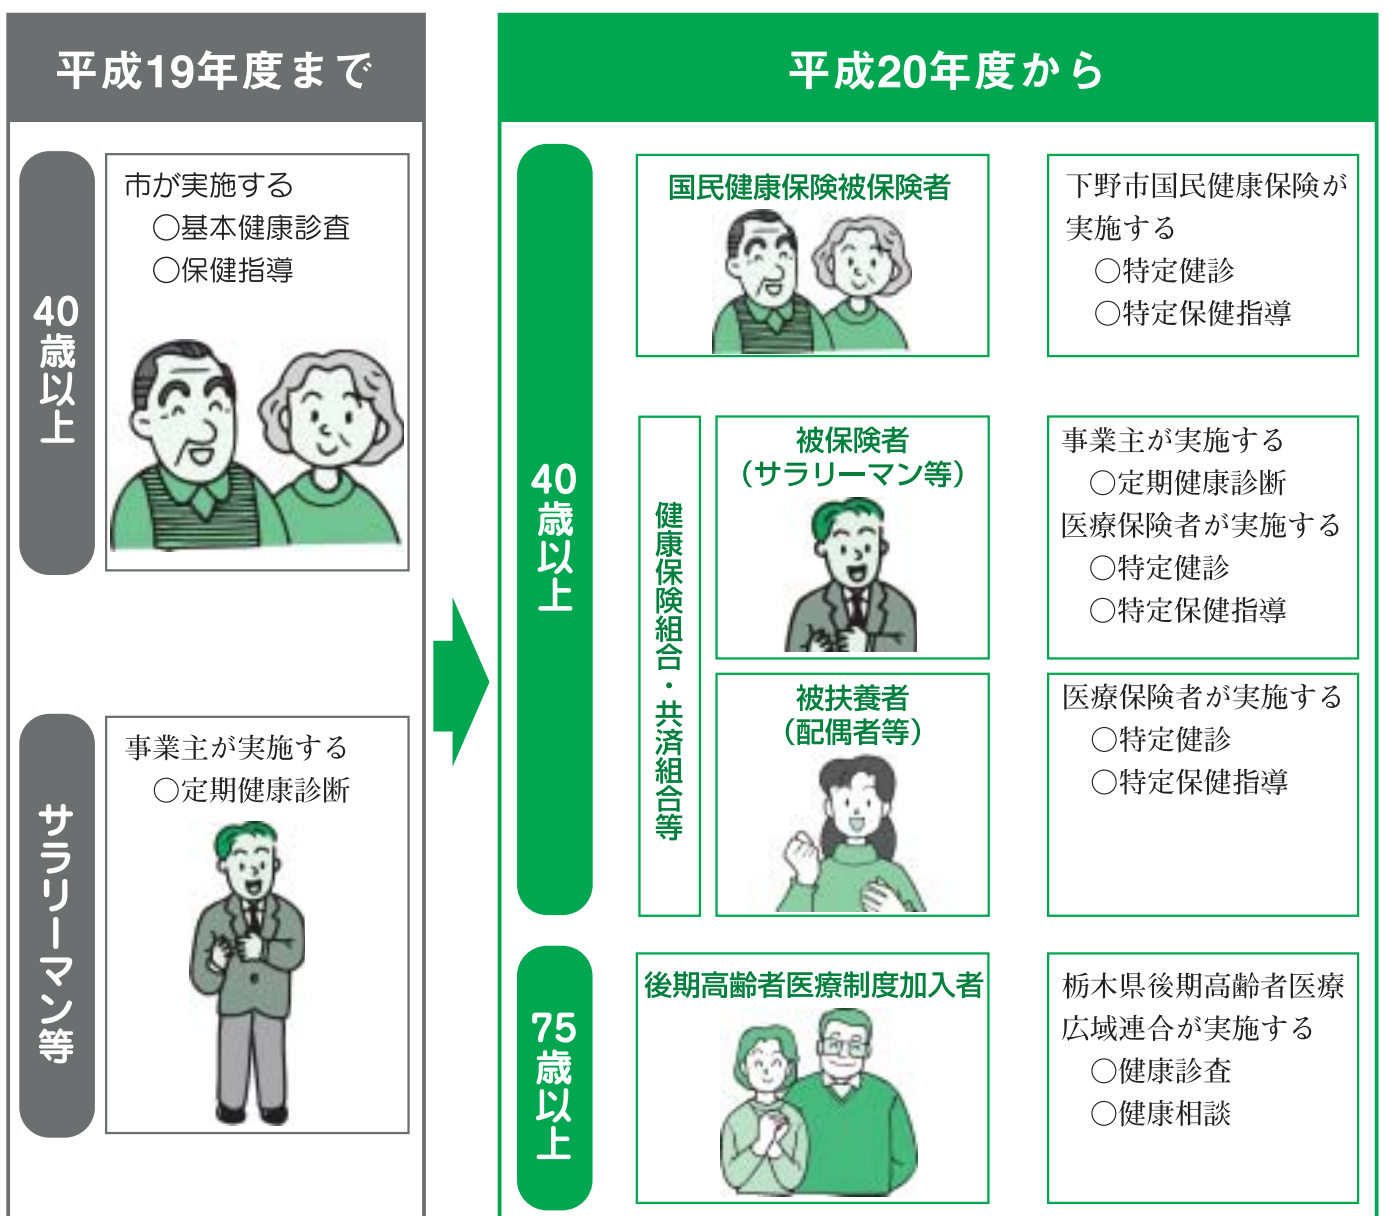 平成19年度まで
40歳以上
市が実施する
○基本健康診査
○保健指導
サラリーマン等
事業主が実施する
○定期健康診断
平成20年度から
40歳以上
国民健康保険被保険者
下野市国民健康保険が
実施する
○特定健診
○特定保健指導
健康保険組合・共済組合等
被保険者
（サラリーマン等）
事業主が実施する
○定期健康診断
医療保険者が実施する
○特定健診
○特定保健指導
被扶養者
（配偶者等）
医療保険者が実施する
○特定健診
○特定保健指導
75歳以上
後期高齢者医療制度加入者
栃木県後期高齢者医療
広域連合が実施する
○健康診査
○健康相談